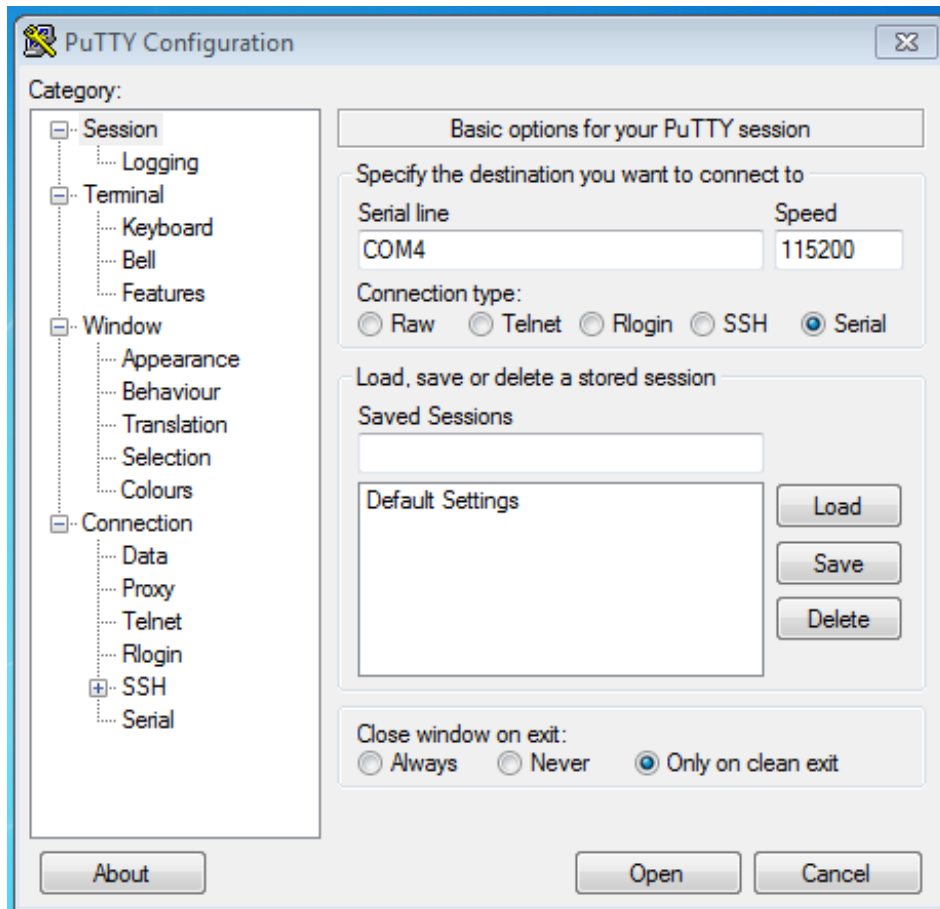 PuTTY Configuration
Category:
Session
Logging
Terminal
Keyboard
Bell
Features
Window
Appearance
Behaviour
Translation
Selection
Colours
Connection
Data
Proxy
Telnet
Rlogin
SSH
Serial
Basic options for your PuTTY session
Specify the destination you want to connect to
Serial line Speed
COM4 115200
Connection type:
Raw Telnet Rlogin SSH Serial
Load, save or delete a stored session
Saved Sessions
Default Settings
Load
Save
Delete
Close window on exit:
Always Never Only on clean exit
About Open Cancel